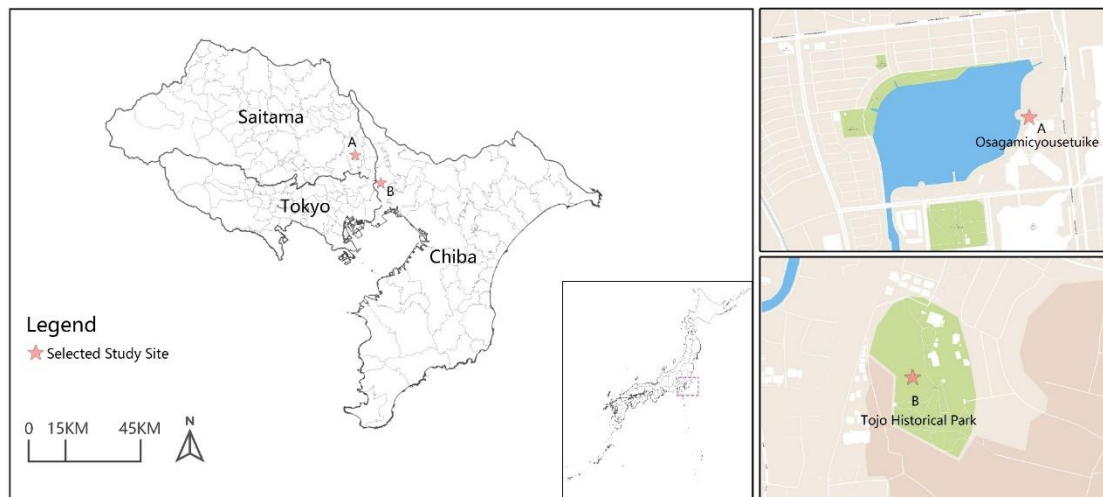 Saitama
A
B
Tokyo
Chiba
Legend
Selected Study Site
0 15KM 45KM
N
A
Osagamicyousetuike
B
Tojo Historical Park